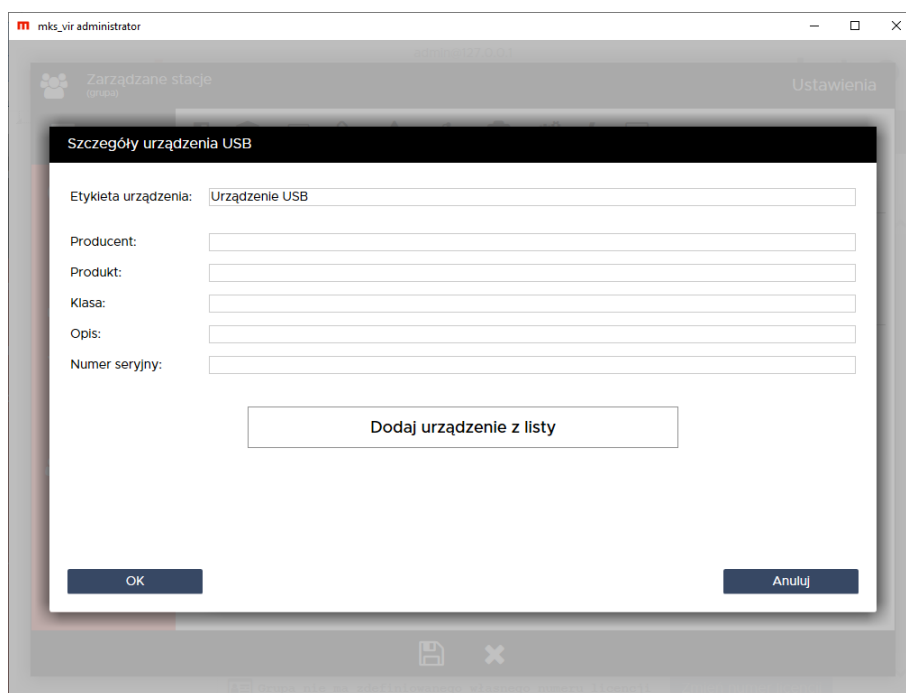 mks_vir administrator
Zarządzane stacje
(grupa)
Ustawienia
Szczegóły urządzenia USB
Etykieta urządzenia: Urządzenie USB
Producent:
Produkt:
Klasa:
Opis:
Numer seryjny:
Dodaj urządzenie z listy
OK Anuluj